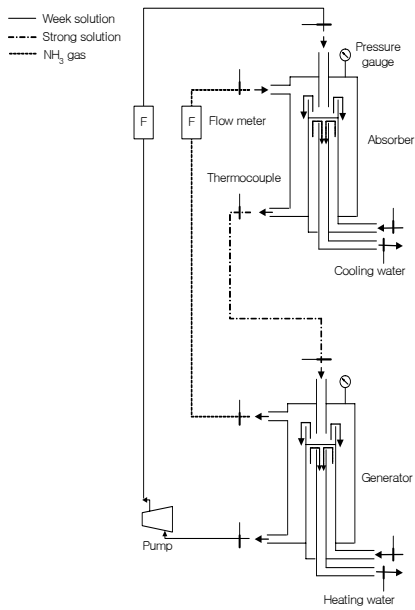 Week solution
Strong solution
NH3 gas
Pressure
gauge
F
F
Flow meter
Absorber
Thermocouple
Cooling water
Generator
Pump
Heating water